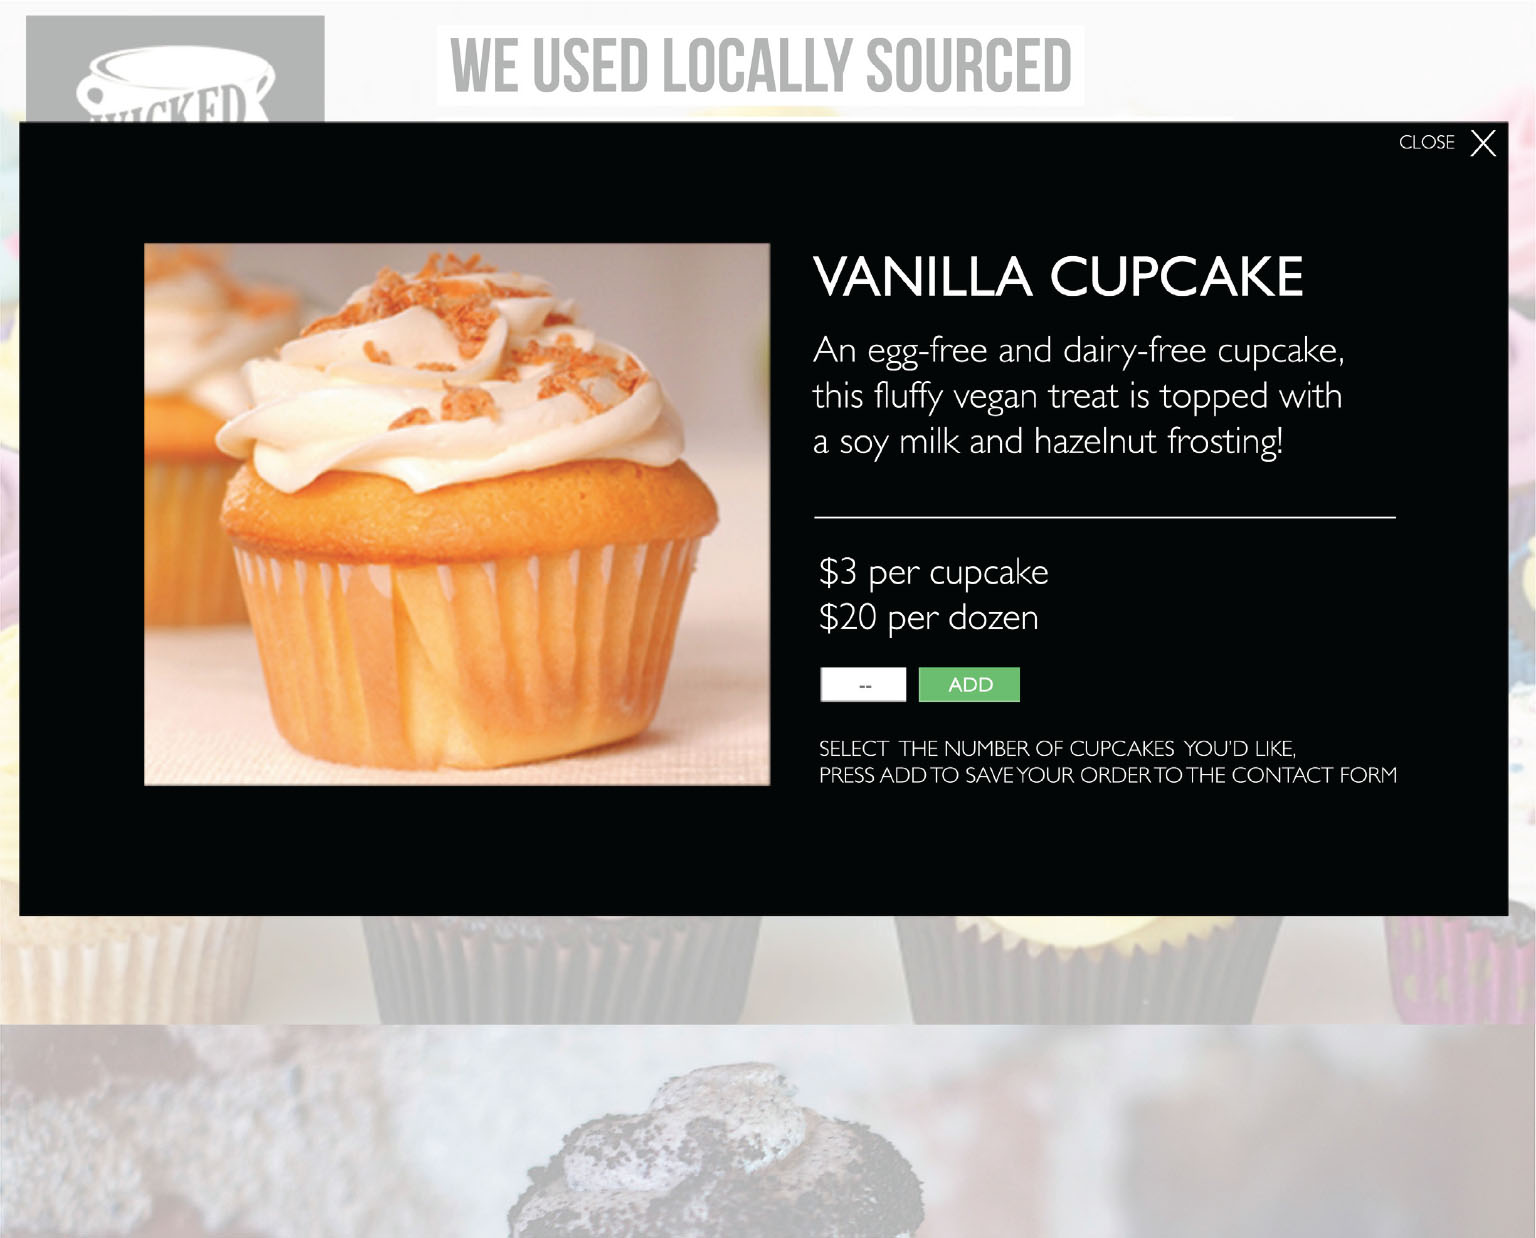 WE USED LOCALLY SOURCED
CLOSE X
VANILLA CUPCAKE
An egg-free and dairy-free cupcake,
this fluffy vegan treat is topped with
a soy milk and hazelnut frosting!
$3 per cupcake
$20 per dozen
-- ADD
SELECT THE NUMBER OF CUPCAKES YOU'D LIKE,
PRESS ADD TO SAVE YOUR ORDER TO THE CONTACT FORM